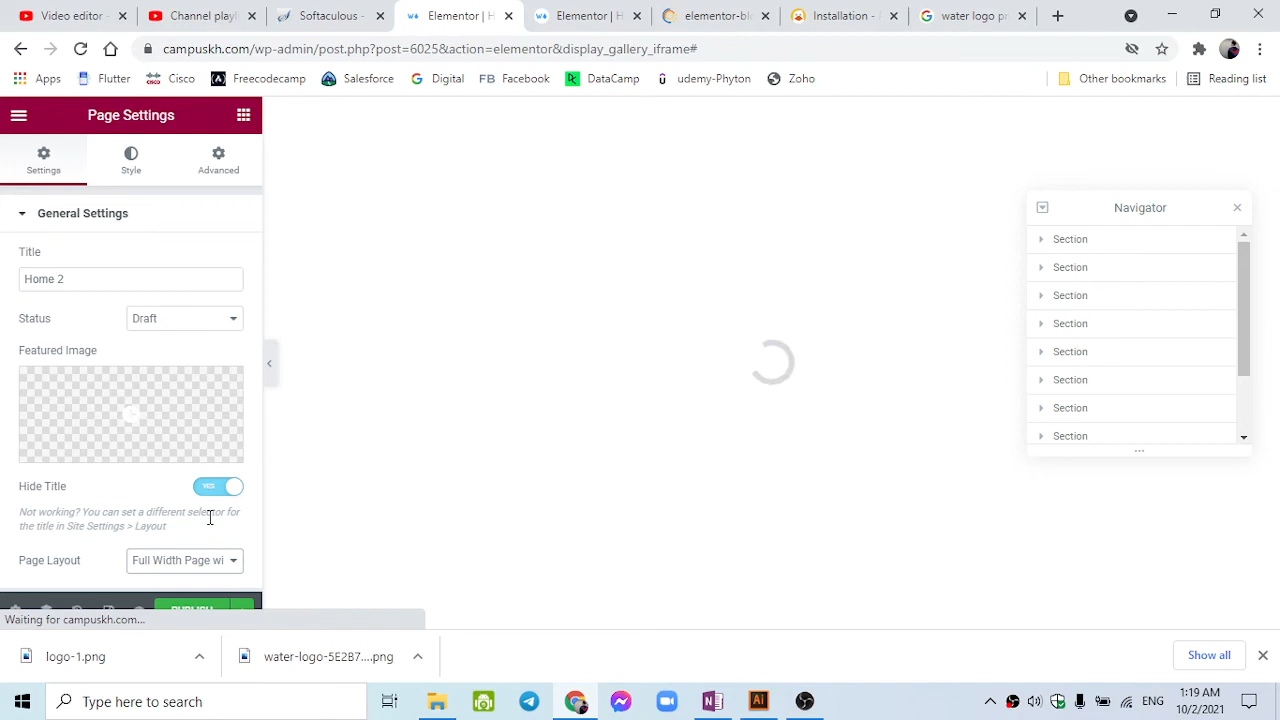 Softaculous -
Elementor | H
Elementor | H
elementor blo
Installation -
water logo pr
campuskh.com/wp-admin/post.php?post=6025&action=elementor&display_gallery_iframe#
Apps
Flutter
Cisco
Freecodecamp
Salesforce
Digital
FB Facebook
DataCamp
udemy-Phyton
Zoho
Other bookmarks
Reading list
Page Settings
Settings
Style
Advanced
Navigator
General Settings
Section
Title
Section
Home 2
Section
Status
Draft
Section
Featured Image
Section
Section
Section
Section
Hide Title
YES
Not working? You can set a different selector for
the title in Site Settings > Layout
Page Layout
Full Width Page wi
PUBLISH
Waiting for campuskh.com...
logo-1.png
water-logo-5E2B7....png
Show all
Type here to search
ENG
1:19 AM
10/2/2021